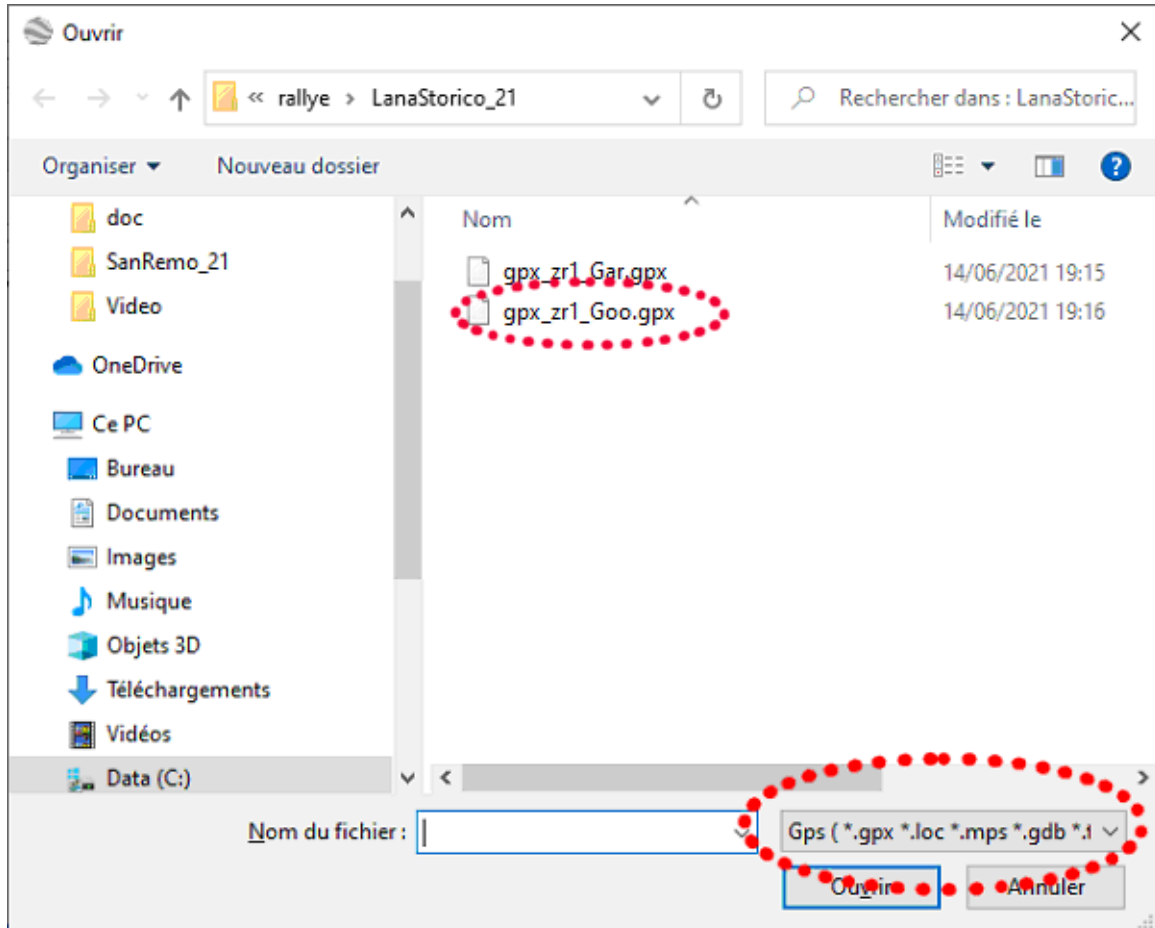 Ouvrir
« rallye › LanaStorico_21
Rechercher dans : LanaStoric...
Organiser
Nouveau dossier
doc
SanRemo_21
Video
OneDrive
Ce PC
Bureau
Documents
Images
Musique
Objets 3D
Téléchargements
Vidéos
Data (C:)
Nom Modifié le
gpx_zr1_Gar.gpx 14/06/2021 19:15
gpx_zr1_Goo.gpx 14/06/2021 19:16
Nom du fichier :
Gps ( *.gpx *.loc *.mps *.gdb *.t
Ouvrir Annuler